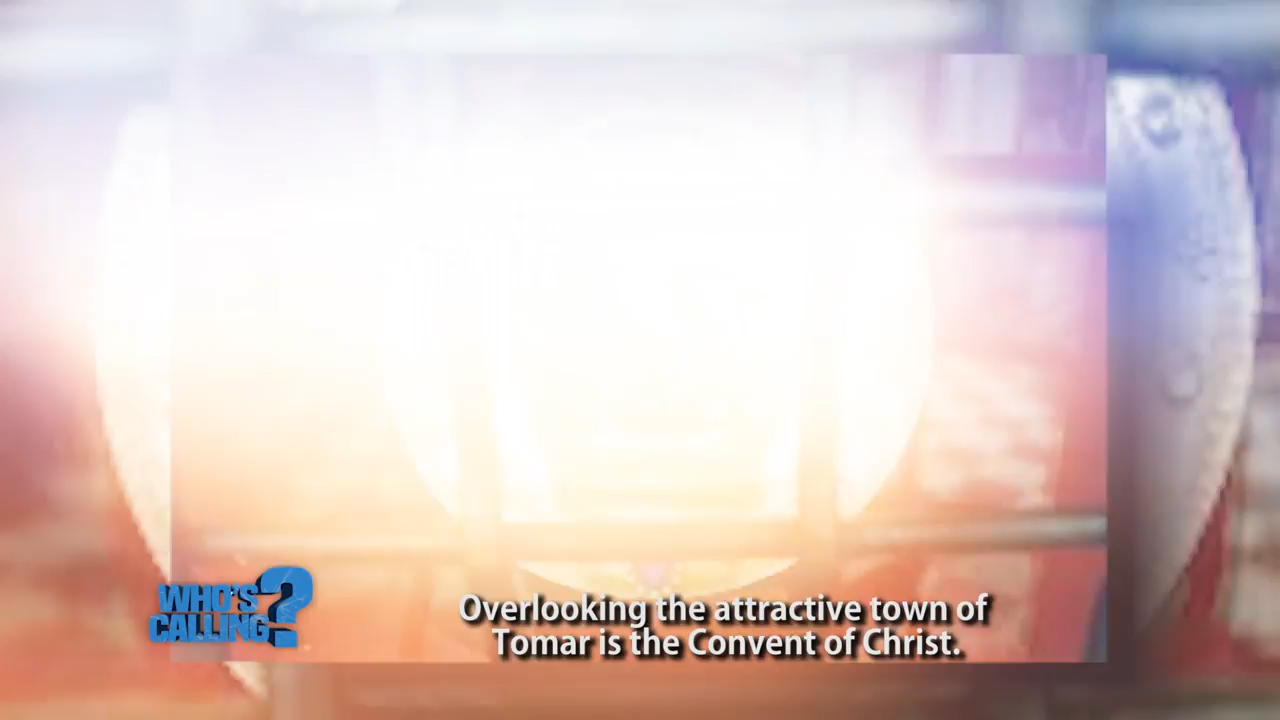 WHO'S
CALLING?
Overlooking the attractive town of
Tomar is the Convent of Christ.